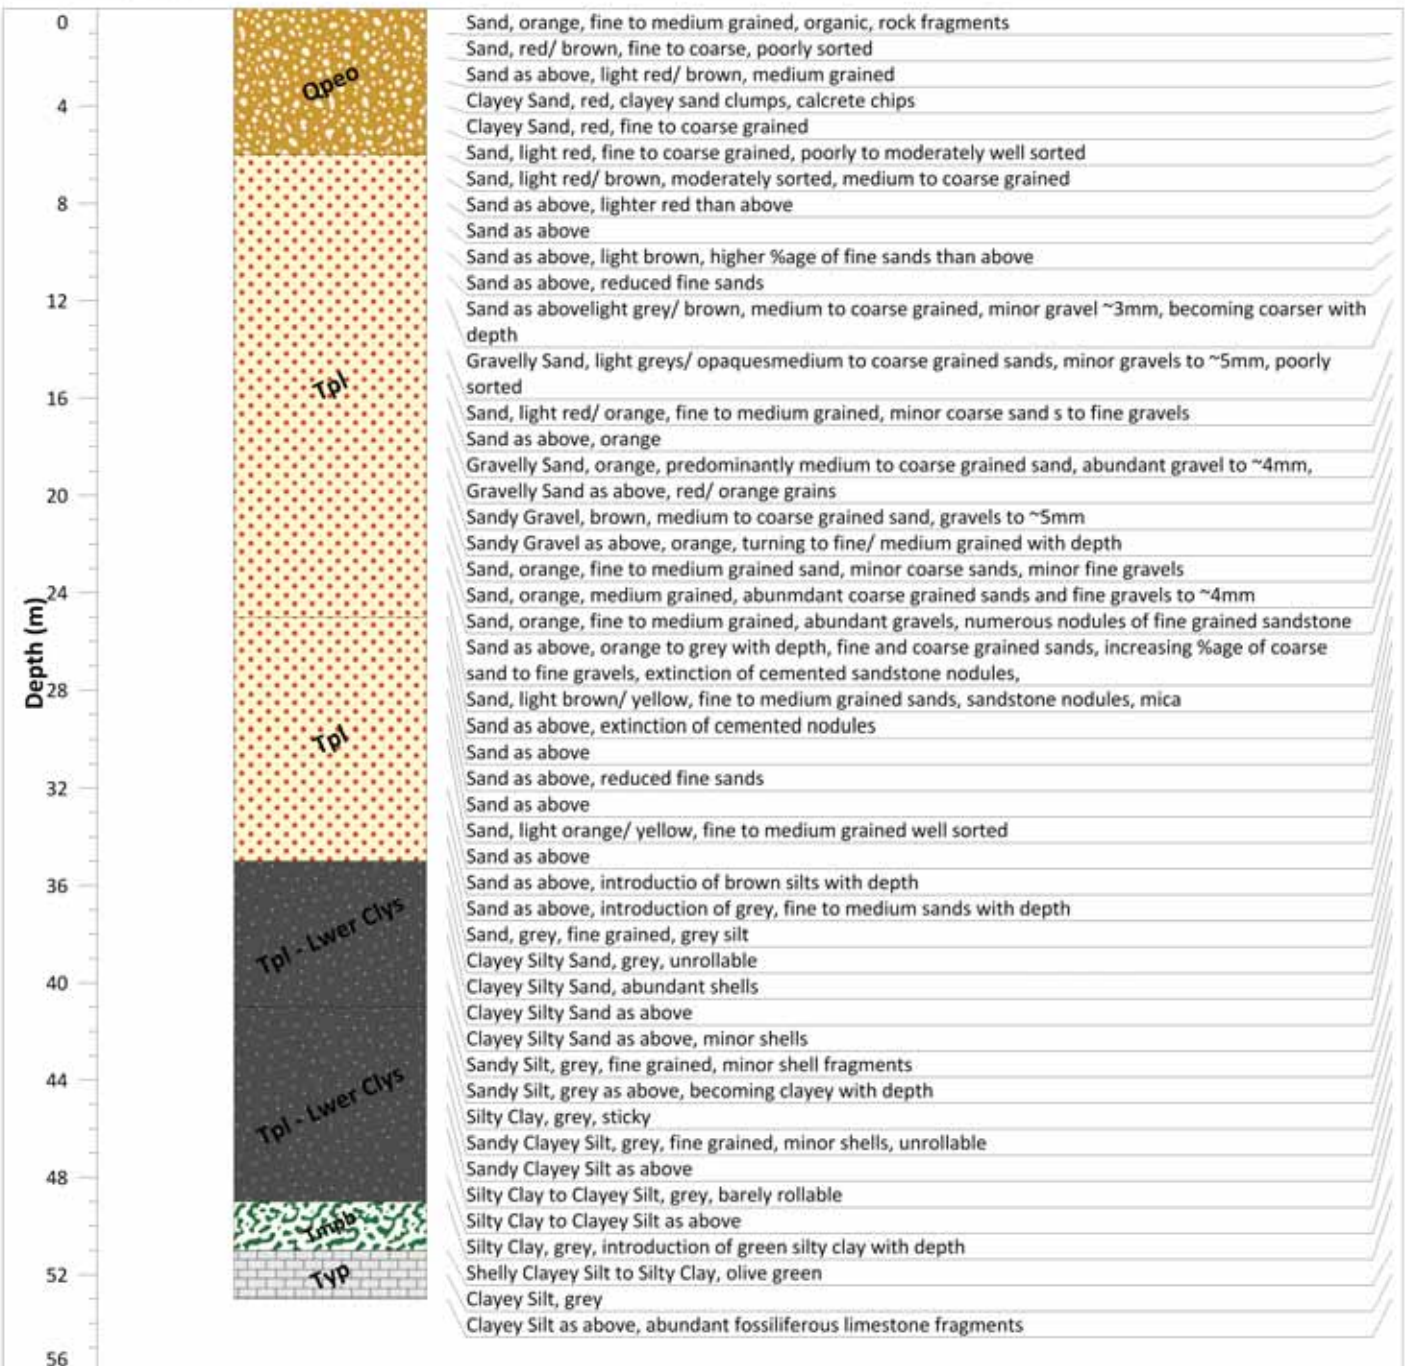 0
4
8
12
16
20
24
28
32
36
40
44
48
52
56
Depth (m)
Qpeo
Tpl
Tpl
Tpl - Lwer Clys
Tpl - Lwer Clys
Tmpb
Typ
Sand, orange, fine to medium grained, organic, rock fragments
Sand, red/ brown, fine to coarse, poorly sorted
Sand as above, light red/ brown, medium grained
Clayey Sand, red, clayey sand clumps, calcrete chips
Clayey Sand, red, fine to coarse grained
Sand, light red, fine to coarse grained, poorly to moderately well sorted
Sand, light red/ brown, moderately sorted, medium to coarse grained
Sand as above, lighter red than above
Sand as above
Sand as above, light brown, higher %age of fine sands than above
Sand as above, reduced fine sands
Sand as abovelight grey/ brown, medium to coarse grained, minor gravel ~3mm, becoming coarser with
depth
Gravelly Sand, light greys/ opaquesmedium to coarse grained sands, minor gravels to ~5mm, poorly
sorted
Sand, light red/ orange, fine to medium grained, minor coarse sand s to fine gravels
Sand as above, orange
Gravelly Sand, orange, predominantly medium to coarse grained sand, abundant gravel to ~4mm,
Gravelly Sand as above, red/ orange grains
Sandy Gravel, brown, medium to coarse grained sand, gravels to ~5mm
Sandy Gravel as above, orange, turning to fine/ medium grained with depth
Sand, orange, fine to medium grained sand, minor coarse sands, minor fine gravels
Sand, orange, medium grained, abunmdant coarse grained sands and fine gravels to ~4mm
Sand, orange, fine to medium grained, abundant gravels, numerous nodules of fine grained sandstone
Sand as above, orange to grey with depth, fine and coarse grained sands, increasing %age of coarse
sand to fine gravels, extinction of cemented sandstone nodules,
Sand, light brown/ yellow, fine to medium grained sands, sandstone nodules, mica
Sand as above, extinction of cemented nodules
Sand as above
Sand as above, reduced fine sands
Sand as above
Sand, light orange/ yellow, fine to medium grained well sorted
Sand as above
Sand as above, introductio of brown silts with depth
Sand as above, introduction of grey, fine to medium sands with depth
Sand, grey, fine grained, grey silt
Clayey Silty Sand, grey, unrollable
Clayey Silty Sand, abundant shells
Clayey Silty Sand as above
Clayey Silty Sand as above, minor shells
Sandy Silt, grey, fine grained, minor shell fragments
Sandy Silt, grey as above, becoming clayey with depth
Silty Clay, grey, sticky
Sandy Clayey Silt, grey, fine grained, minor shells, unrollable
Sandy Clayey Silt as above
Silty Clay to Clayey Silt, grey, barely rollable
Silty Clay to Clayey Silt as above
Silty Clay, grey, introduction of green silty clay with depth
Shelly Clayey Silt to Silty Clay, olive green
Clayey Silt, grey
Clayey Silt as above, abundant fossiliferous limestone fragments